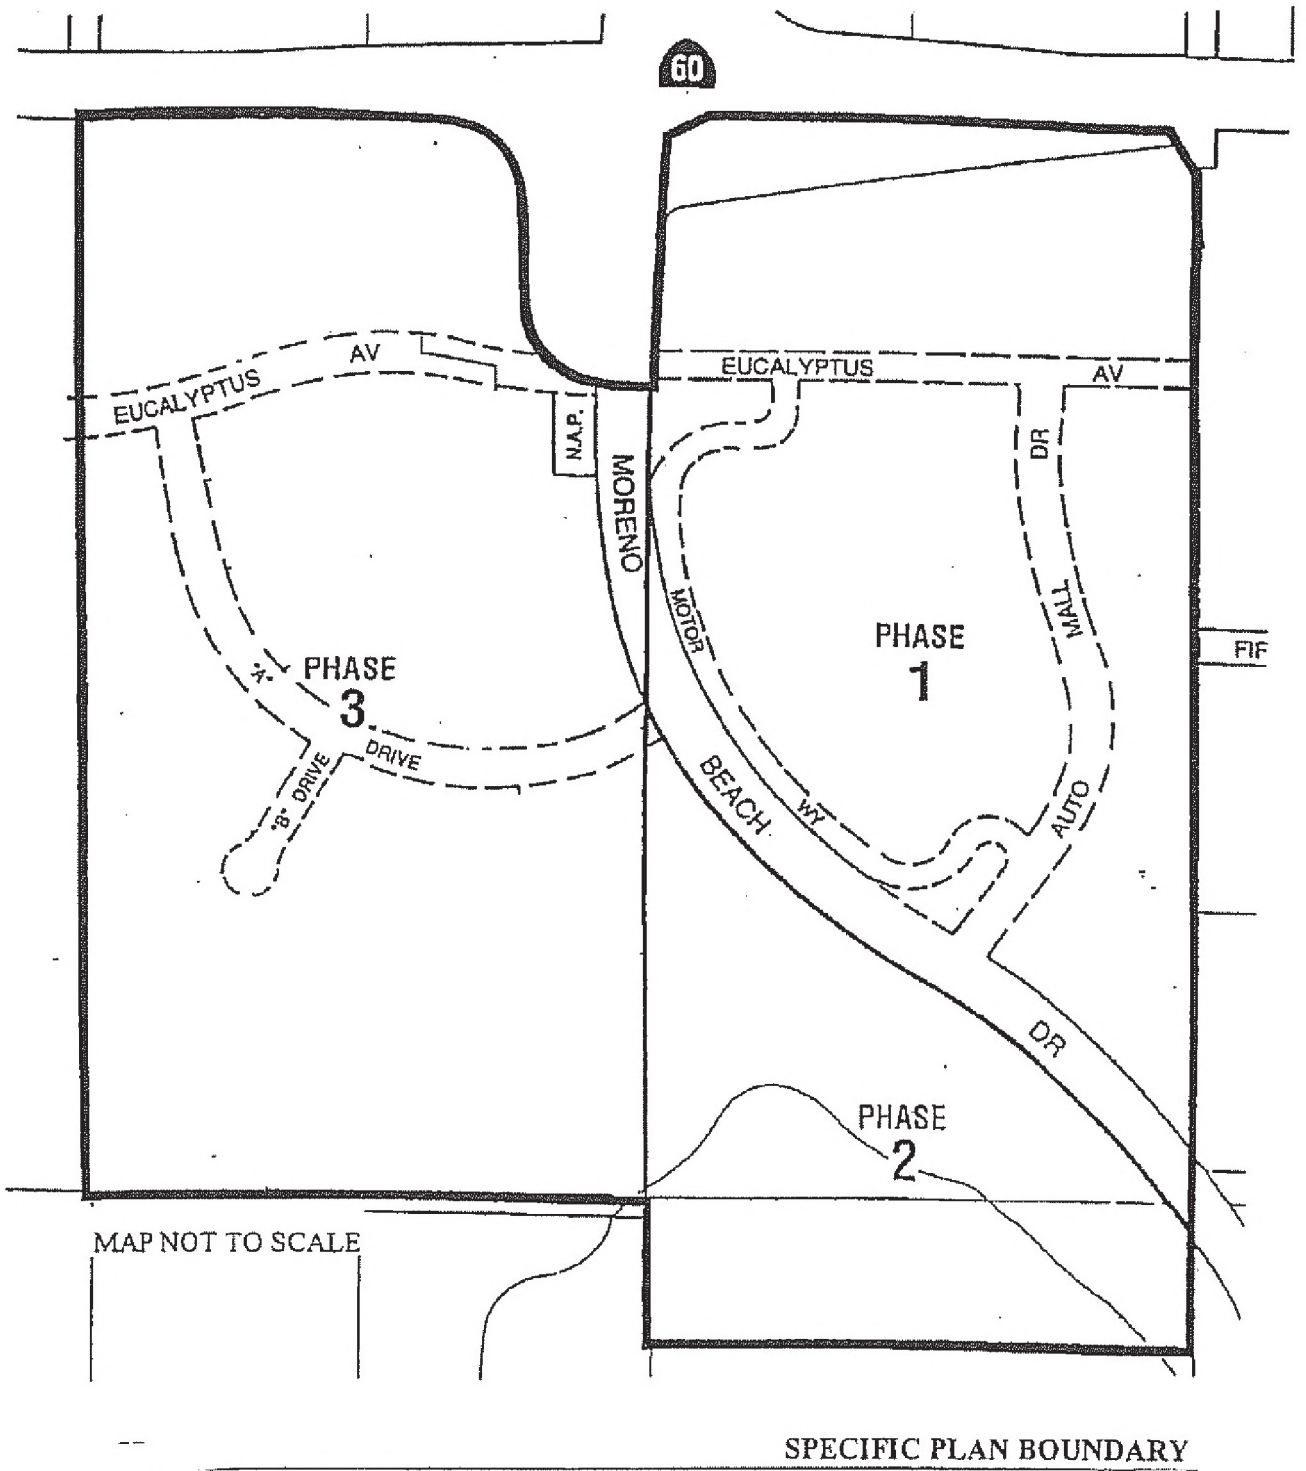 60
EUCALYPTUS AV
EUCALYPTUS AV
N.A.P.
MORENO BEACH DR
DR
MALL
AUTO
MOTOR WY
PHASE
1
PHASE
3
"A" DRIVE
"B" DRIVE
FIF
PHASE
2
MAP NOT TO SCALE
SPECIFIC PLAN BOUNDARY